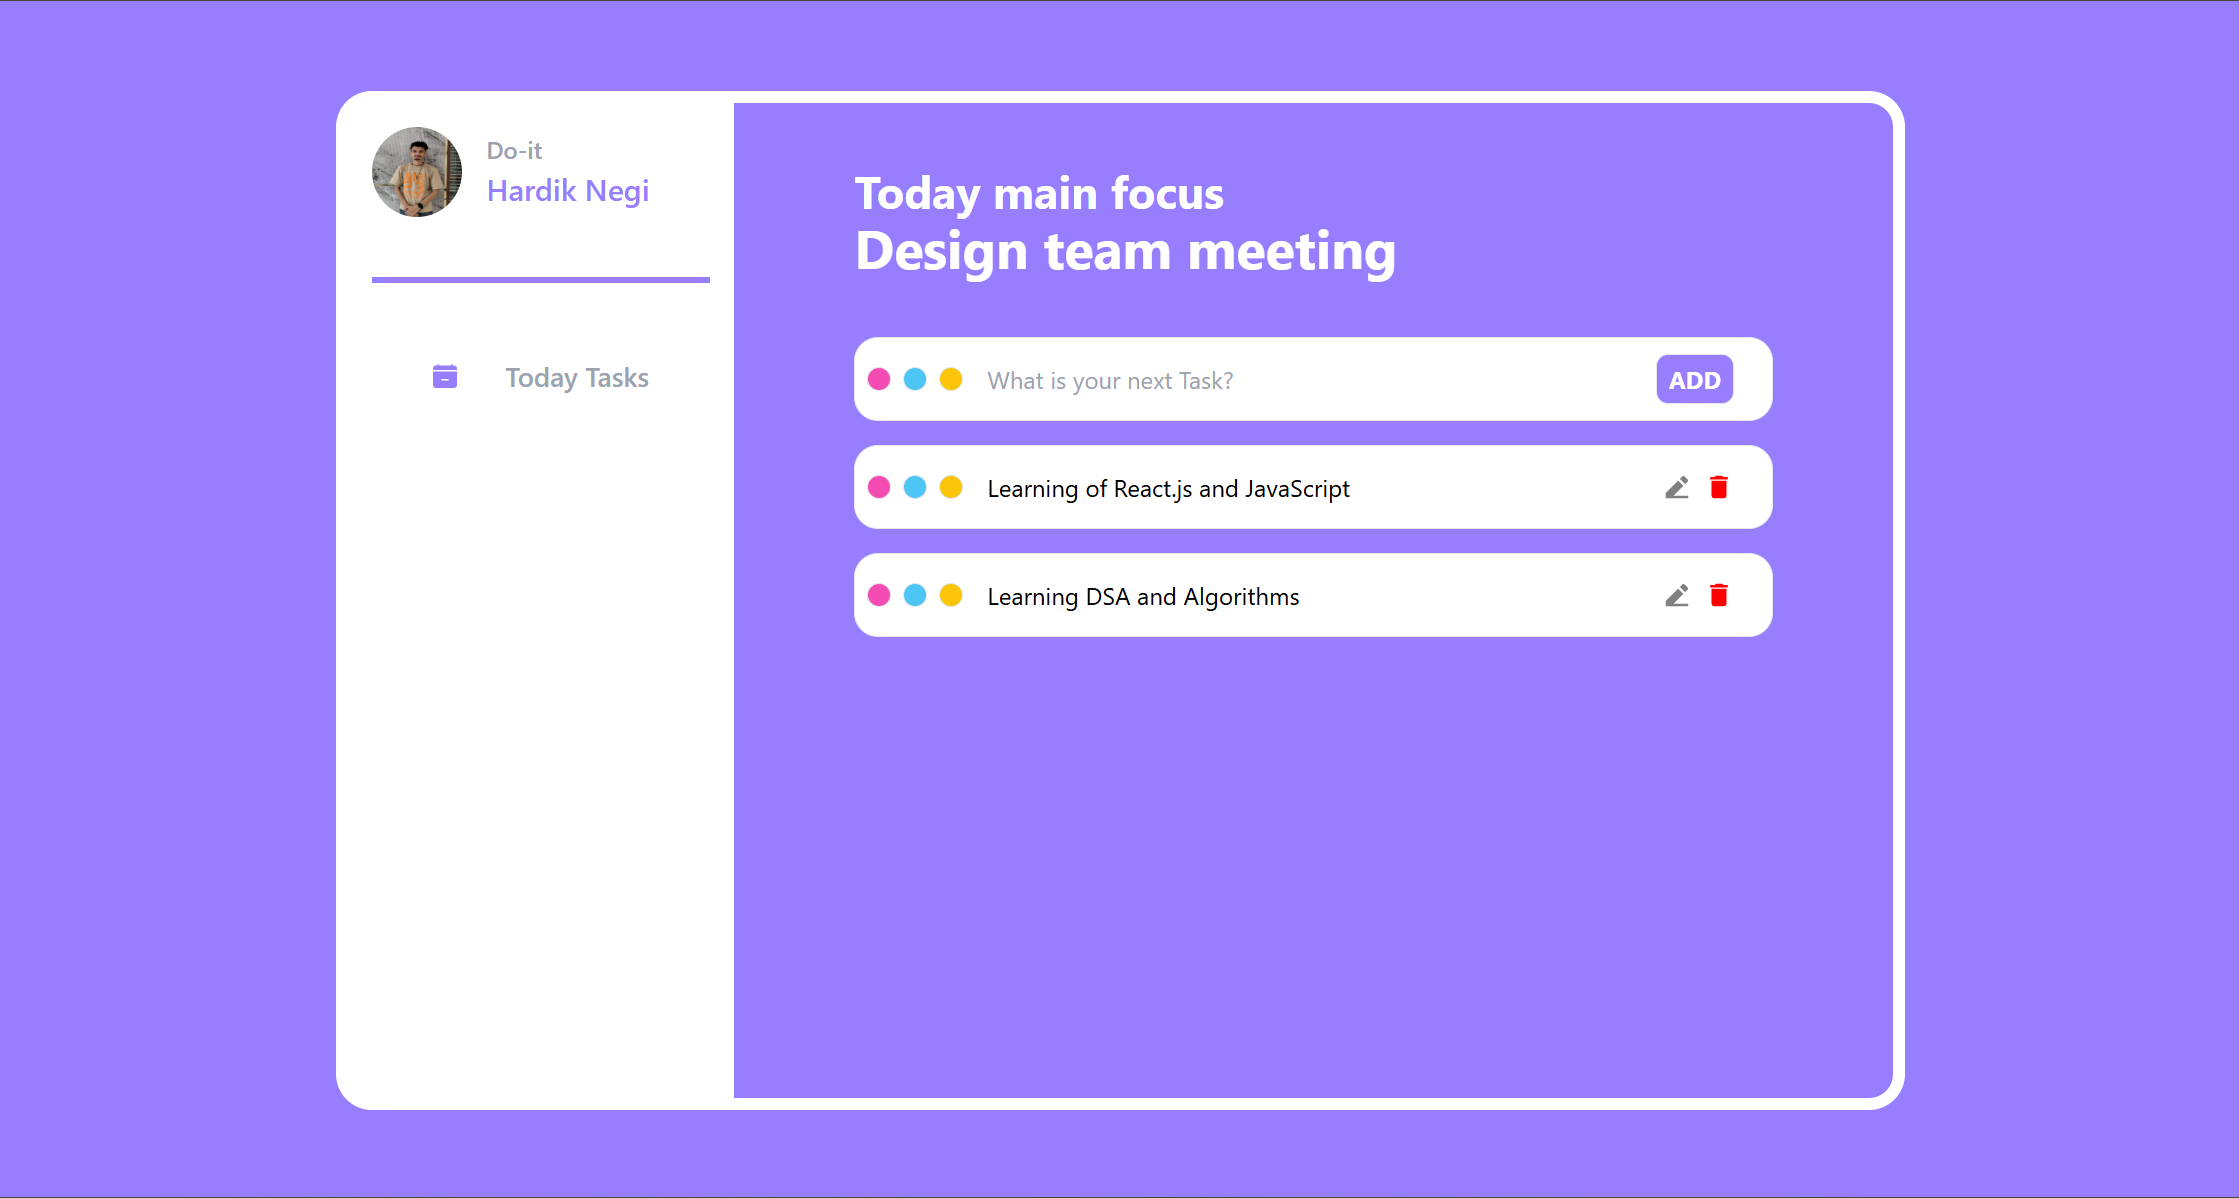 Do-it
Hardik Negi
Today Tasks
Today main focus
Design team meeting
What is your next Task?
ADD
Learning of React.js and JavaScript
Learning DSA and Algorithms